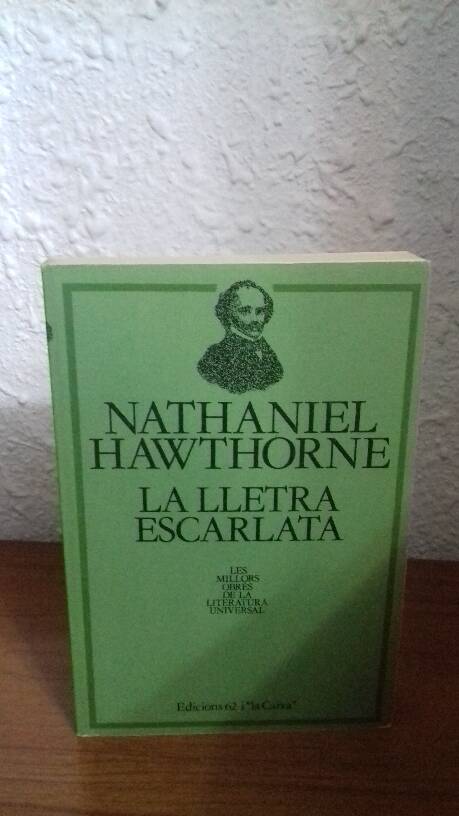 NATHANIEL
HAWTHORNE
LA LLETRA
ESCARLATA
LES
MILLORS
OBRES
DE LA
LITERATURA
UNIVERSAL
Edicions 62 i "la Caixa"